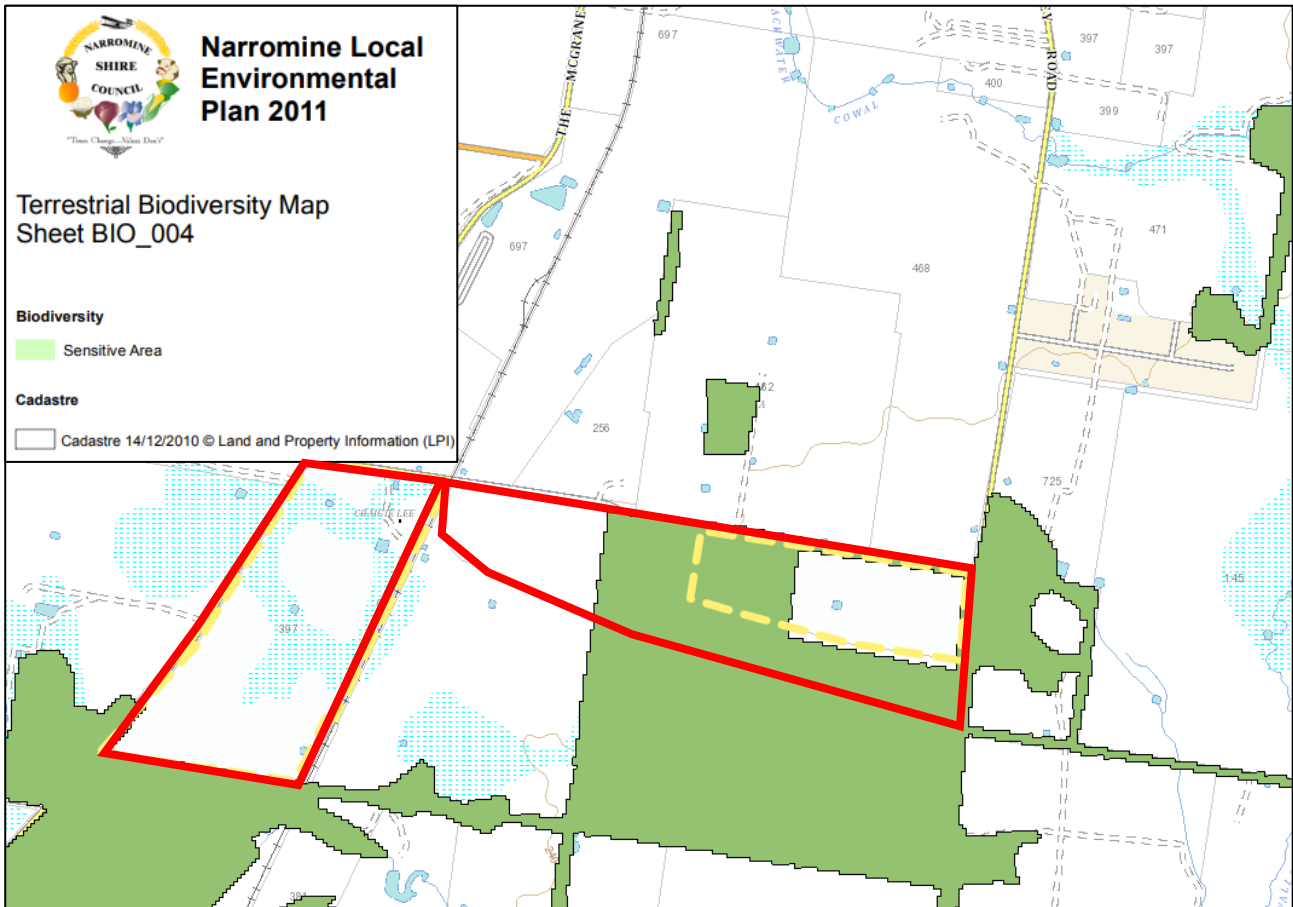 NARROMINE
SHIRE
COUNCIL
"Times Change...Values Don't"
Narromine Local
Environmental
Plan 2011
Terrestrial Biodiversity Map
Sheet BIO_004
Biodiversity
Sensitive Area
Cadastre
Cadastre 14/12/2010 © Land and Property Information (LPI)
THE MCGRANE
697
COWAL
ROAD
397
397
400
399
697
468
471
256
725
397
145